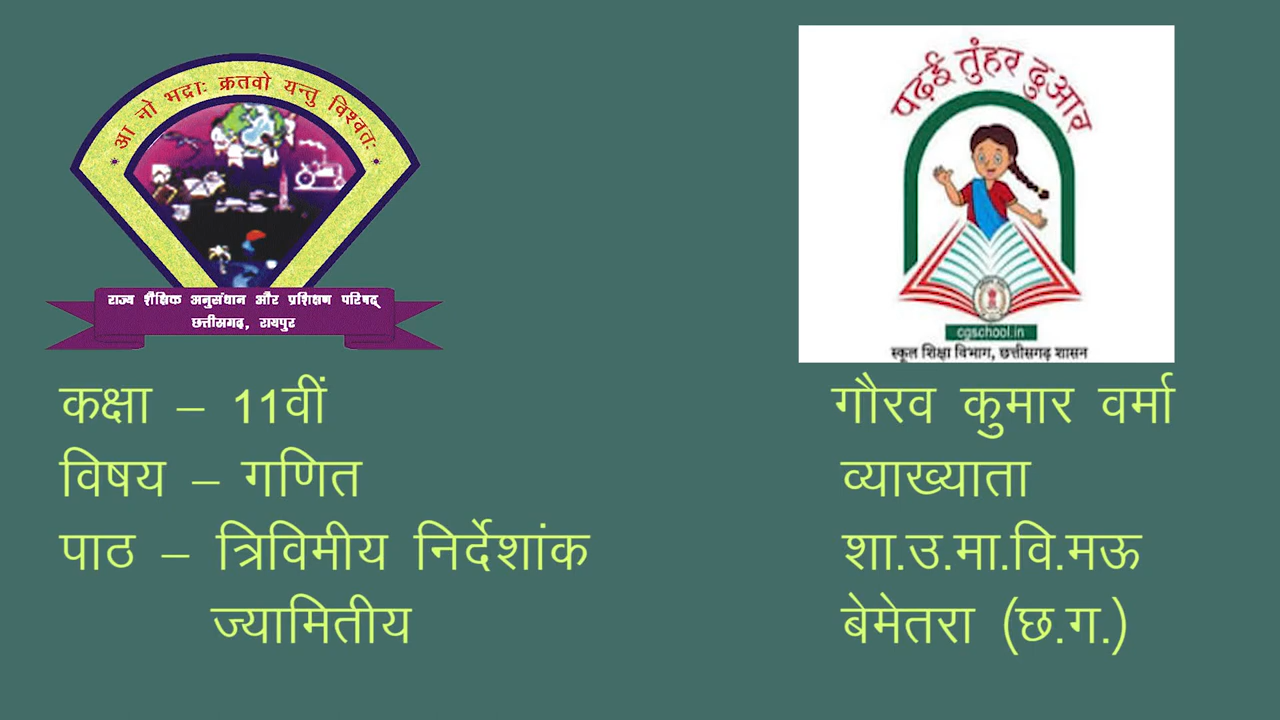 आ नो भद्राः क्रतवो यन्तु विश्वतः
राज्य शैक्षिक अनुसंधान और प्रशिक्षण परिषद्
छत्तीसगढ़, रायपुर
पढ़ई तुंहर दुआर
cgschool.in
स्कूल शिक्षा विभाग, छत्तीसगढ़ शासन
कक्षा – 11वीं
विषय – गणित
पाठ – त्रिविमीय निर्देशांक
ज्यामितीय
गौरव कुमार वर्मा
व्याख्याता
शा.उ.मा.वि.मऊ
बेमेतरा (छ.ग.)